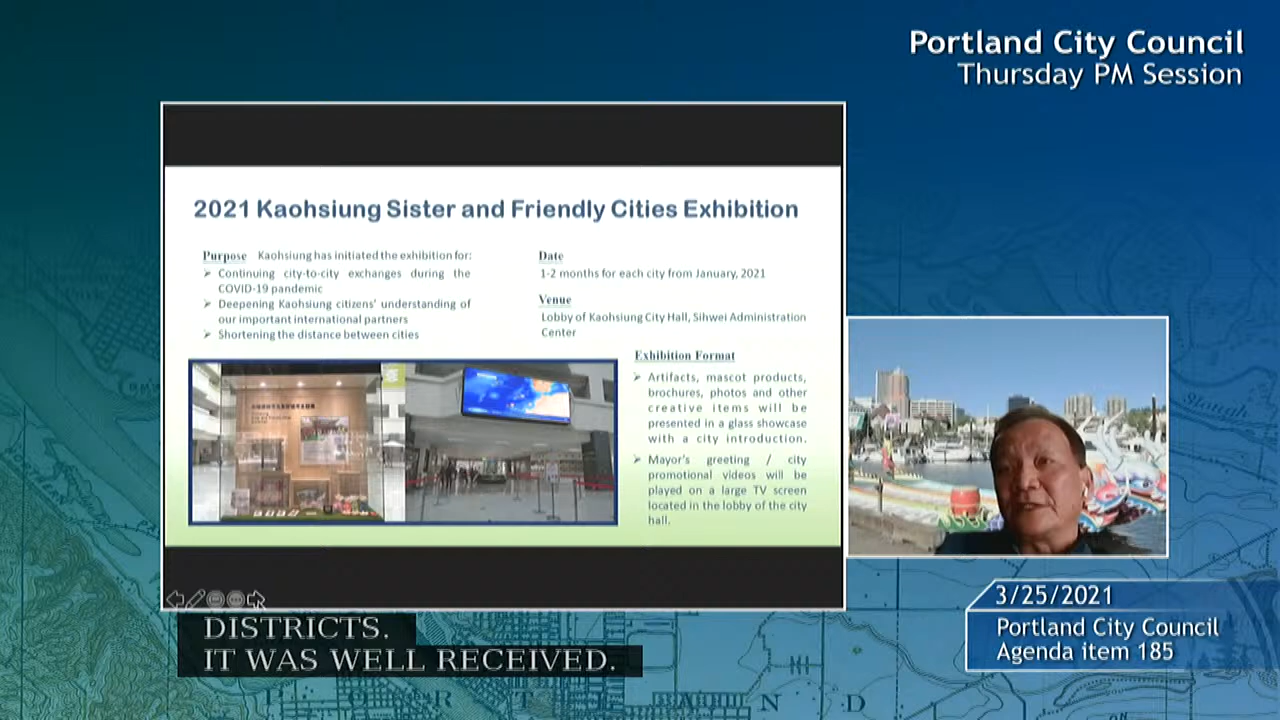 Portland City Council
Thursday PM Session
2021 Kaohsiung Sister and Friendly Cities Exhibition
Purpose Kaohsiung has initiated the exhibition for:
Continuing city-to-city exchanges during the
COVID-19 pandemic
Deepening Kaohsiung citizens' understanding of
our important international partners
Shortening the distance between cities
Date
1-2 months for each city from January, 2021
Venue
Lobby of Kaohsiung City Hall, Sihwei Administration
Center
Exhibition Format
Artifacts, mascot products,
brochures, photos and other
creative items will be
presented in a glass showcase
with a city introduction.
Mayor's greeting / city
promotional videos will be
played on a large TV screen
located in the lobby of the city
hall.
DISTRICTS.
IT WAS WELL RECEIVED.
3/25/2021
Portland City Council
Agenda item 185
Slough
P O R T L A N D